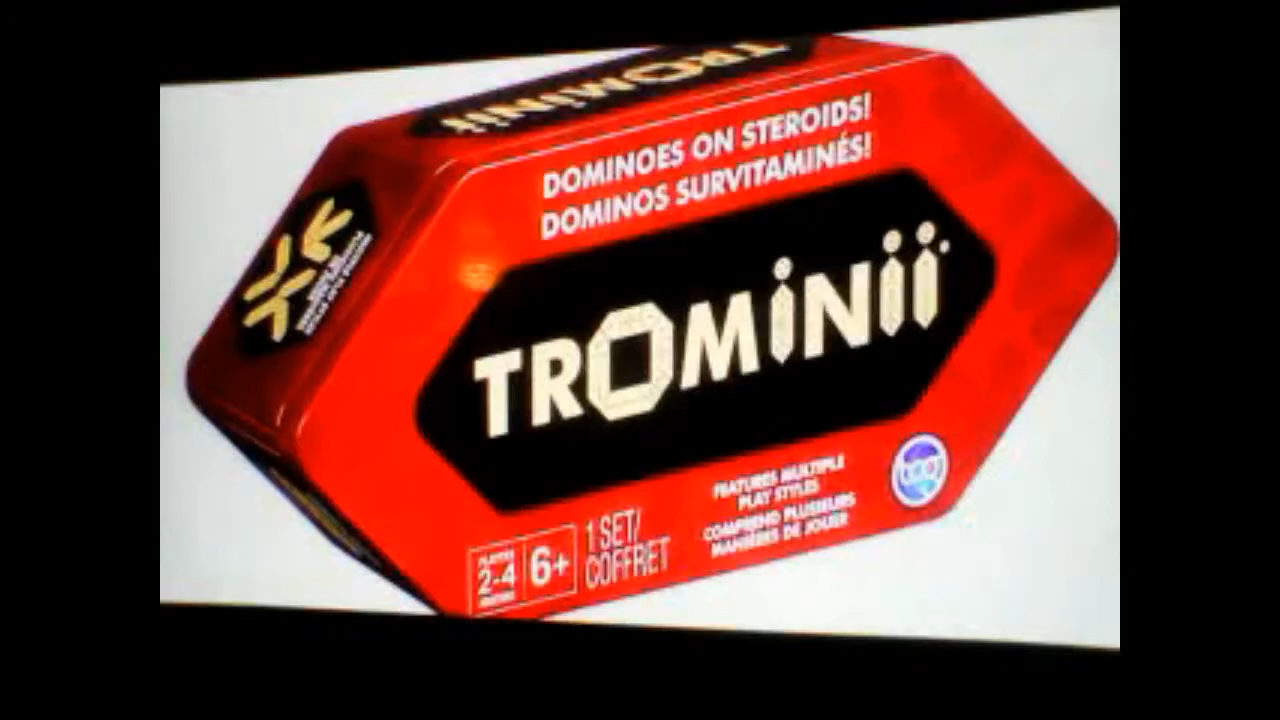 TROMiNii
DOMINOES ON STEROIDS!
DOMINOS SURVITAMINÉS!
TROMiNii
FEATURES MULTIPLE
PLAY STYLES
COMPREND PLUSIEURS
MANIÈRES DE JOUER
PLAYERS
2-4
6+
1 SET/
COFFRET